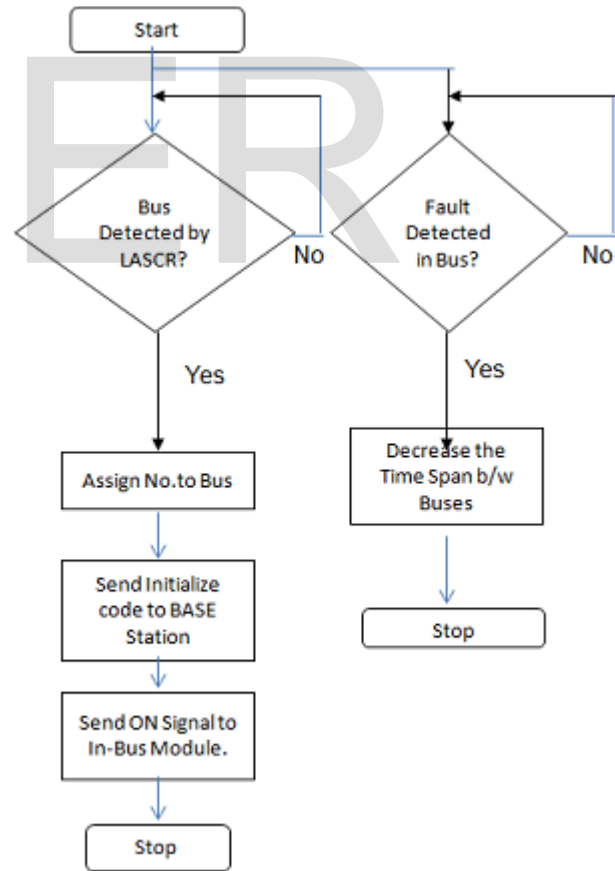 Start
ER
Bus
Detected by
LASCR?
No
Yes
Assign No.to Bus
Send Initialize
code to BASE
Station
Send ON Signal to
In-Bus Module.
Stop
Fault
Detected
in Bus?
No
Yes
Decrease the
Time Span b/w
Buses
Stop